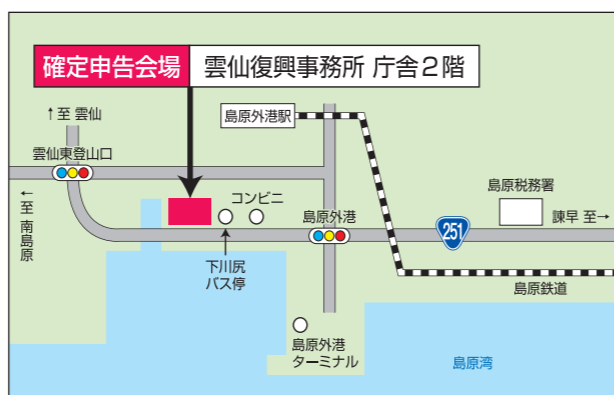 確定申告会場
雲仙復興事務所 庁舎2階
↑至 雲仙
島原外港駅
雲仙東登山口
コンビニ
島原税務署
←至 南島原
島原外港
251
諫早 至→
下川尻
バス停
島原鉄道
島原外港
ターミナル
島原湾